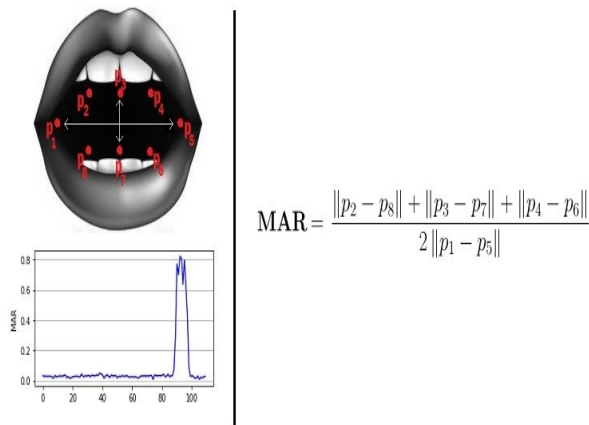 p3
p2 p4
p1 p5
p8 p7 p6
MAR = (‖p2 − p8‖ + ‖p3 − p7‖ + ‖p4 − p6‖) / (2 ‖p1 − p5‖)
0.8
0.6
0.4
0.2
0.0
MAR
0 20 40 60 80 100